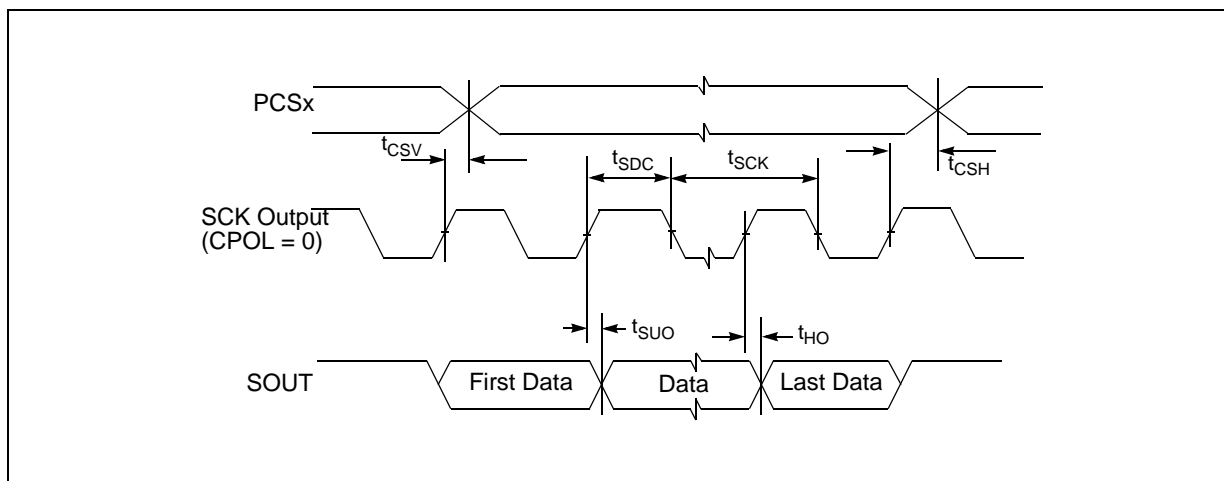 PCSx
tCSV
tSDC
tSCK
tCSH
SCK Output
(CPOL = 0)
tSUO
tHO
SOUT
First Data
Data
Last Data